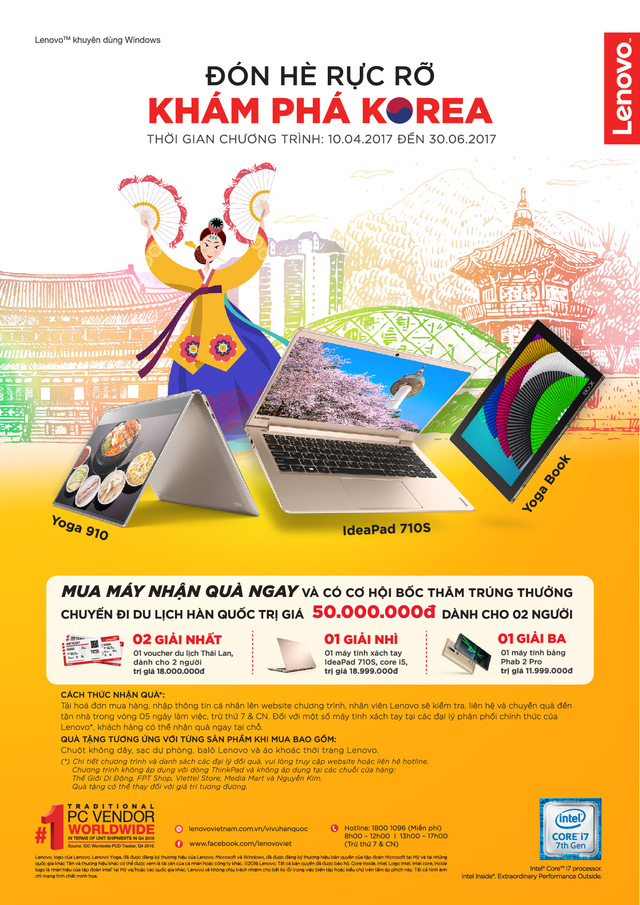 Lenovo™ khuyên dùng Windows
Lenovo™
ĐÓN HÈ RỰC RỠ
KHÁM PHÁ KOREA
THỜI GIAN CHƯƠNG TRÌNH: 10.04.2017 ĐẾN 30.06.2017
Yoga 910
IdeaPad 710S
Yoga Book
MUA MÁY NHẬN QUÀ NGAY VÀ CÓ CƠ HỘI BỐC THĂM TRÚNG THƯỞNG
CHUYẾN ĐI DU LỊCH HÀN QUỐC TRỊ GIÁ 50.000.000đ DÀNH CHO 02 NGƯỜI
02 GIẢI NHẤT
01 voucher du lịch Thái Lan,
dành cho 2 người
trị giá 18.000.000đ
01 GIẢI NHÌ
01 máy tính xách tay
IdeaPad 710S, core i5,
trị giá 18.999.000đ
01 GIẢI BA
01 máy tính bảng
Phab 2 Pro
trị giá 11.999.000đ
CÁCH THỨC NHẬN QUÀ*:
Tải hoá đơn mua hàng, nhập thông tin cá nhân lên website chương trình, nhân viên Lenovo sẽ kiểm tra, liên hệ và chuyển quà đến
tận nhà trong vòng 05 ngày làm việc, trừ thứ 7 & CN. Đối với một số máy tính xách tay tại các đại lý phân phối chính thức của
Lenovo*, khách hàng có thể nhận quà ngay tại chỗ.
QUÀ TẶNG TƯƠNG ỨNG VỚI TỪNG SẢN PHẨM KHI MUA BAO GỒM:
Chuột không dây, sạc dự phòng, balô Lenovo và áo khoác thời trang Lenovo.
(*) Chi tiết chương trình và danh sách các đại lý đổi quà, vui lòng truy cập website hoặc liên hệ hotline.
Chương trình không áp dụng với dòng ThinkPad và không áp dụng tại các chuỗi cửa hàng:
Thế Giới Di Động, FPT Shop, Viettel Store, Media Mart và Nguyễn Kim.
Quà tặng có thể thay đổi với giá trị tương đương.
#1 TRADITIONAL
PC VENDOR
WORLDWIDE
IN TERMS OF UNIT SHIPMENTS IN Q4 2016
Source: IDC Worldwide PCD Tracker, Q4 2016.
lenovovietnam.com.vn/vivuhanquoc
www.facebook.com/lenovoviet
Hotline: 1800 1096 (Miễn phí)
8h00 - 12h00 I 13h00 - 17h00
(Trừ thứ 7 & CN)
intel
CORE i7
7th Gen
Intel® Core™ i7 processor.
Intel Inside®. Extraordinary Performance Outside.